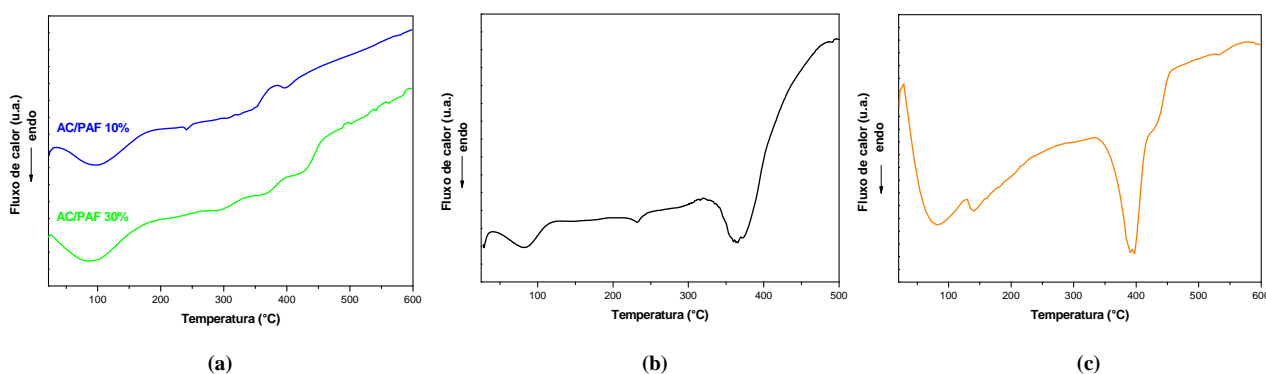 Fluxo de calor (u.a.)
endo
AC/PAF 10%
AC/PAF 30%
100 200 300 400 500 600
Temperatura (°C)
(a)
Fluxo de calor (u.a.)
endo
100 200 300 400 500
Temperatura (°C)
(b)
Fluxo de calor (u.a.)
endo
100 200 300 400 500 600
Temperatura (°C)
(c)